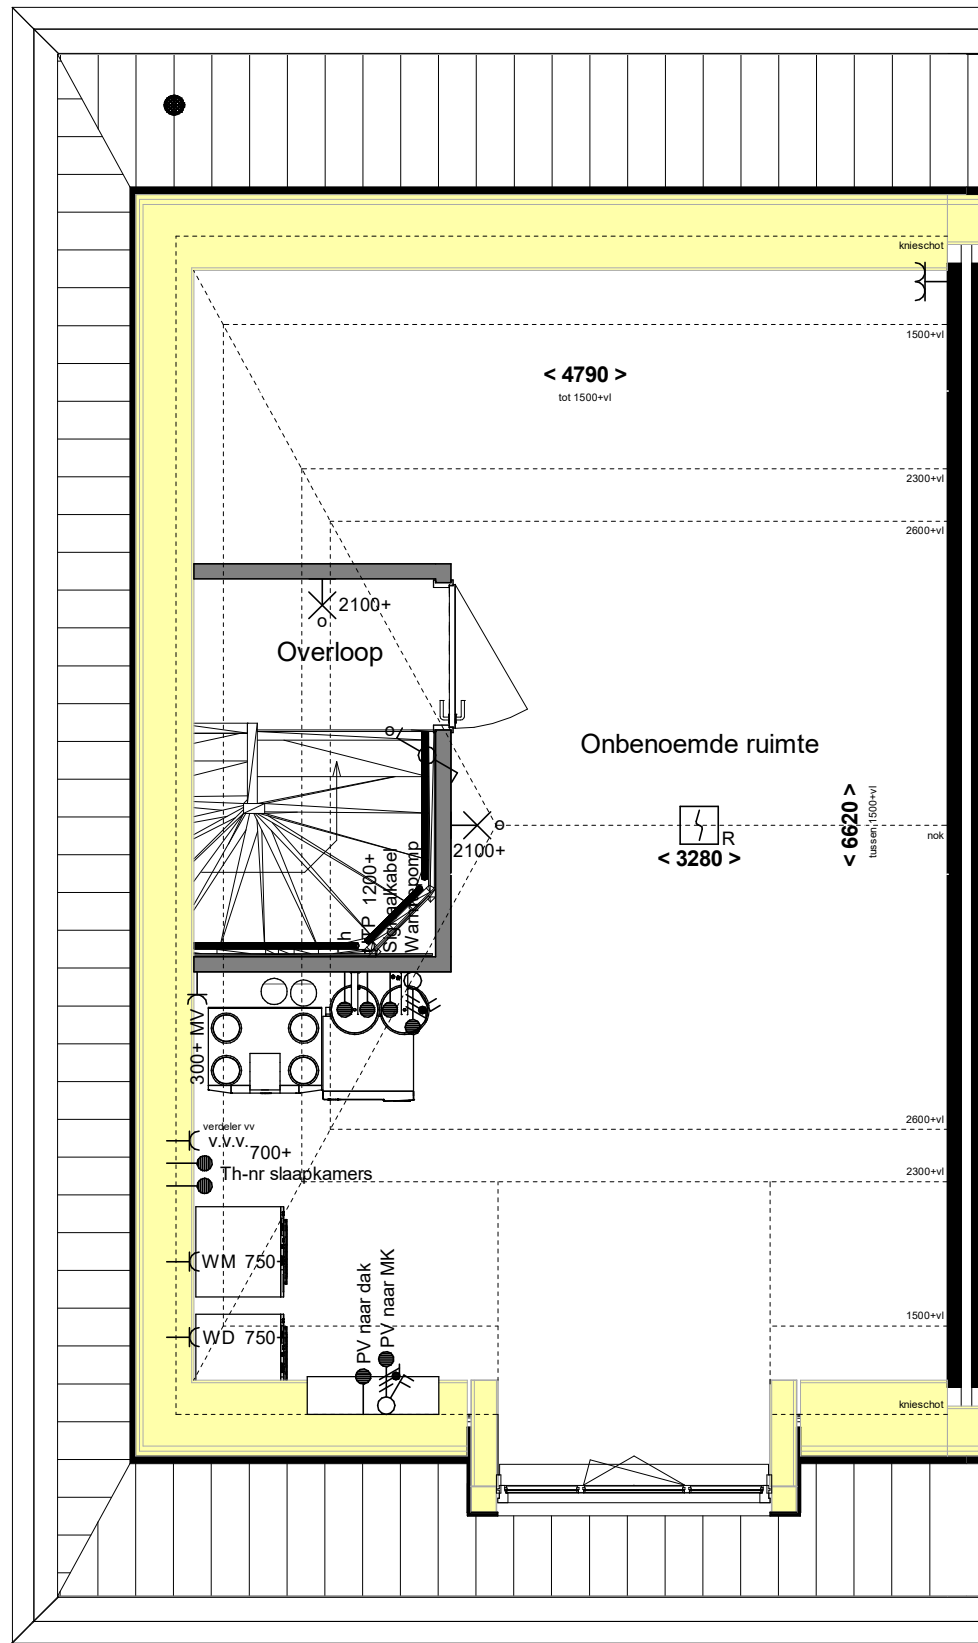 knieschot
1500+vl
< 4790 >
tot 1500+vl
2300+vl
2600+vl
2100+
Overloop
Onbenoemde ruimte
< 6620 >
tussen 1500+vl
nok
R
< 3280 >
2100+
1200+
Signaalkabel
300+ MV
2600+vl
verdeler vv
v.v.v.
700+
Th-nr slaapkamers
2300+vl
WM 750+
PV naar dak
PV naar MK
1500+vl
WD 750+
knieschot